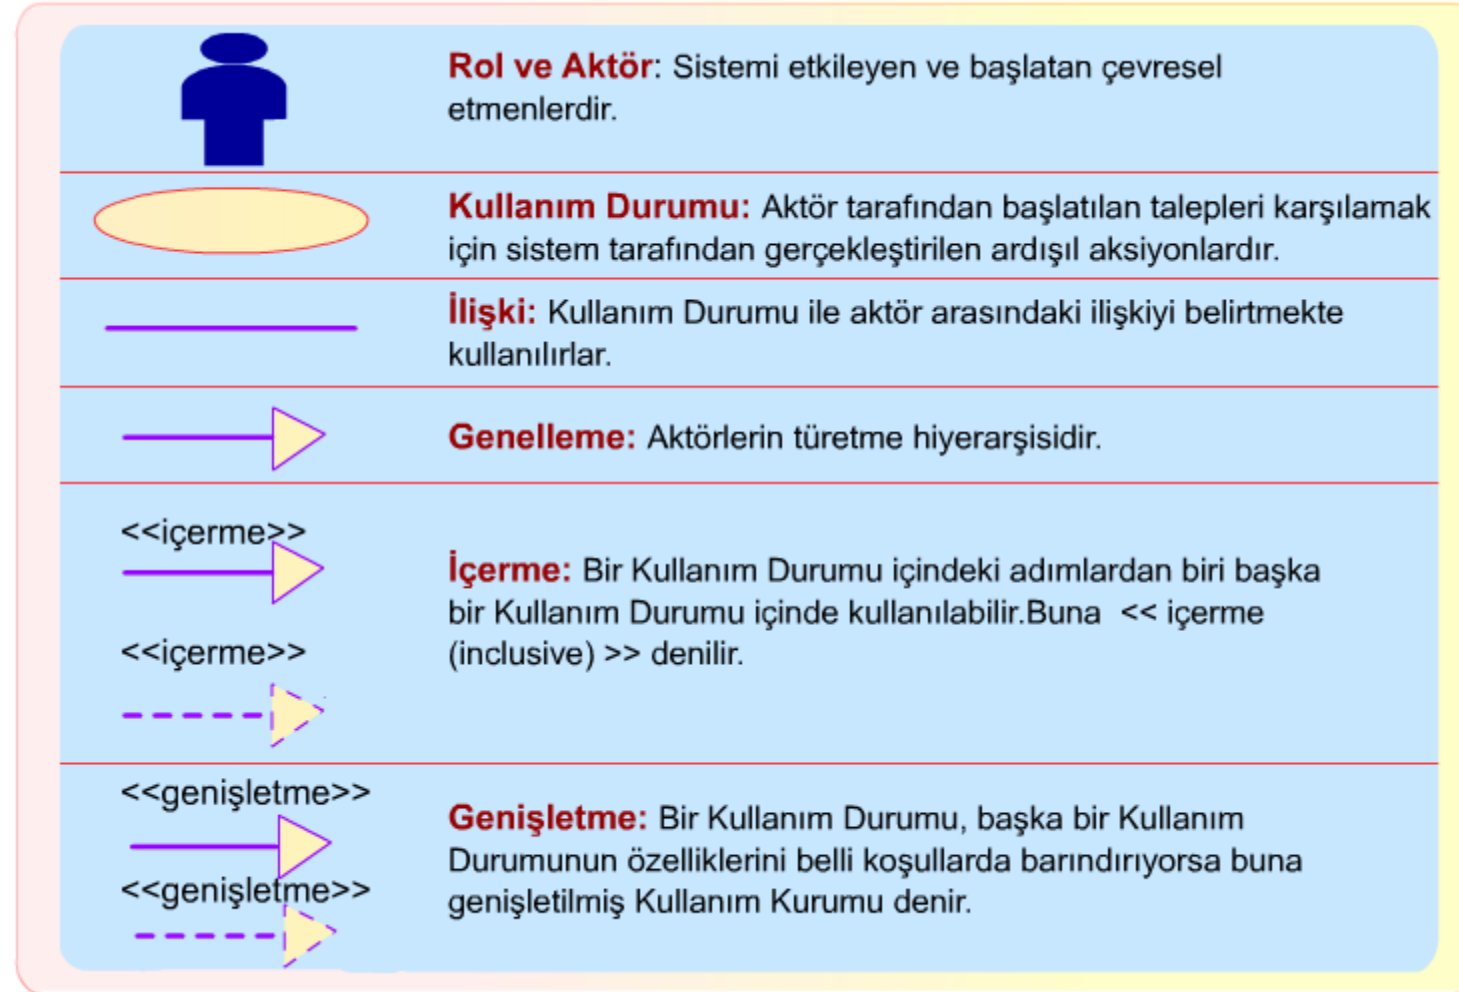 Rol ve Aktör: Sistemi etkileyen ve başlatan çevresel
etmenlerdir.
Kullanım Durumu: Aktör tarafından başlatılan talepleri karşılamak
için sistem tarafından gerçekleştirilen ardışıl aksiyonlardır.
İlişki: Kullanım Durumu ile aktör arasındaki ilişkiyi belirtmekte
kullanılırlar.
Genelleme: Aktörlerin türetme hiyerarşisidir.
<<içerme>>
<<içerme>>
İçerme: Bir Kullanım Durumu içindeki adımlardan biri başka
bir Kullanım Durumu içinde kullanılabilir.Buna << içerme
(inclusive) >> denilir.
<<genişletme>>
<<genişletme>>
Genişletme: Bir Kullanım Durumu, başka bir Kullanım
Durumunun özelliklerini belli koşullarda barındırıyorsa buna
genişletilmiş Kullanım Kurumu denir.